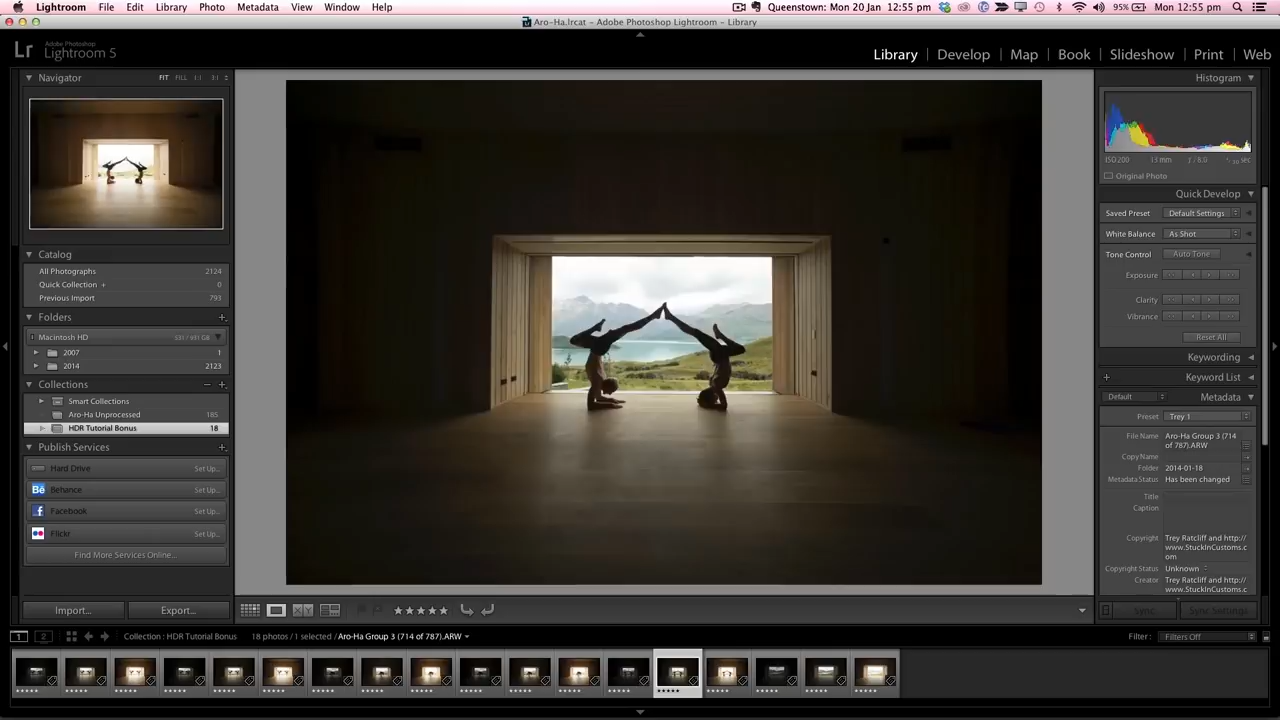 Lightroom File Edit Library Photo Metadata View Window Help Queenstown: Mon 20 Jan 12:55 pm 95% Mon 12:55 pm
Aro-Ha.lrcat - Adobe Photoshop Lightroom - Library
Lr Adobe Photoshop
Lightroom 5
Library | Develop | Map | Book | Slideshow | Print | Web
Navigator FIT FILL 1:1 3:1
Catalog
All Photographs 2124
Quick Collection + 0
Previous Import 793
Folders
Macintosh HD 531 / 931 GB
2007 1
2014 2123
Collections
Smart Collections
Aro-Ha Unprocessed 185
HDR Tutorial Bonus 18
Publish Services
Hard Drive Set Up...
Bē Behance Set Up...
Facebook Set Up...
Flickr Set Up...
Find More Services Online...
Import... Export...
Histogram
ISO 200 13 mm f / 8.0
Original Photo
Quick Develop
Saved Preset Default Settings
White Balance As Shot
Tone Control Auto Tone
Exposure
Clarity
Vibrance
Reset All
Keywording
Keyword List
Default Metadata
Preset Trey 1
File Name Aro-Ha Group 3 (714
of 787).ARW
Copy Name
Folder 2014-01-18
Metadata Status Has been changed
Title
Caption
Copyright Trey Ratcliff and http://
www.StuckInCustoms.c
om
Copyright Status Unknown
Creator Trey Ratcliff and http://
www.StuckInCustoms.c
Sync Sync Settings
1 2 Collection : HDR Tutorial Bonus 18 photos / 1 selected / Aro-Ha Group 3 (714 of 787).ARW Filter : Filters Off